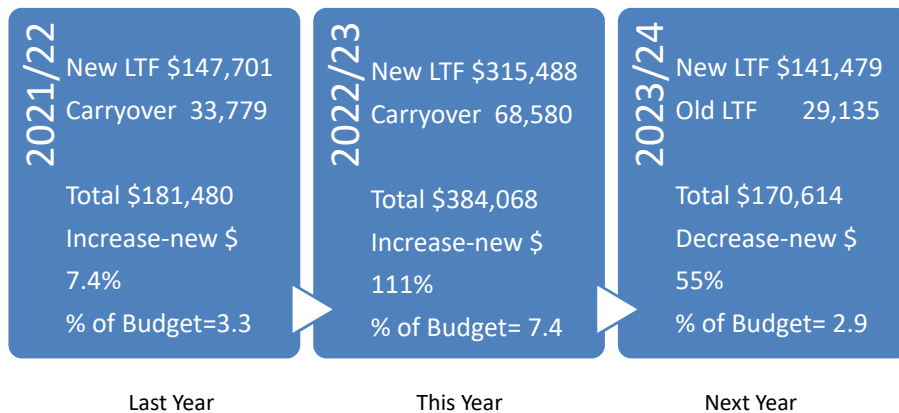 2021/22
New LTF $147,701
Carryover 33,779
Total $181,480
Increase-new $
7.4%
% of Budget=3.3
2022/23
New LTF $315,488
Carryover 68,580
Total $384,068
Increase-new $
111%
% of Budget= 7.4
2023/24
New LTF $141,479
Old LTF 29,135
Total $170,614
Decrease-new $
55%
% of Budget= 2.9
Last Year
This Year
Next Year